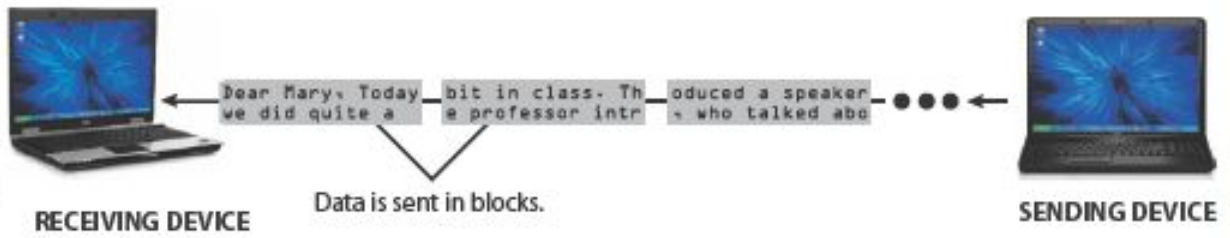 Dear Mary, Today
we did quite a
bit in class. Th
e professor intr
oduced a speaker
, who talked abo
Data is sent in blocks.
RECEIVING DEVICE
SENDING DEVICE